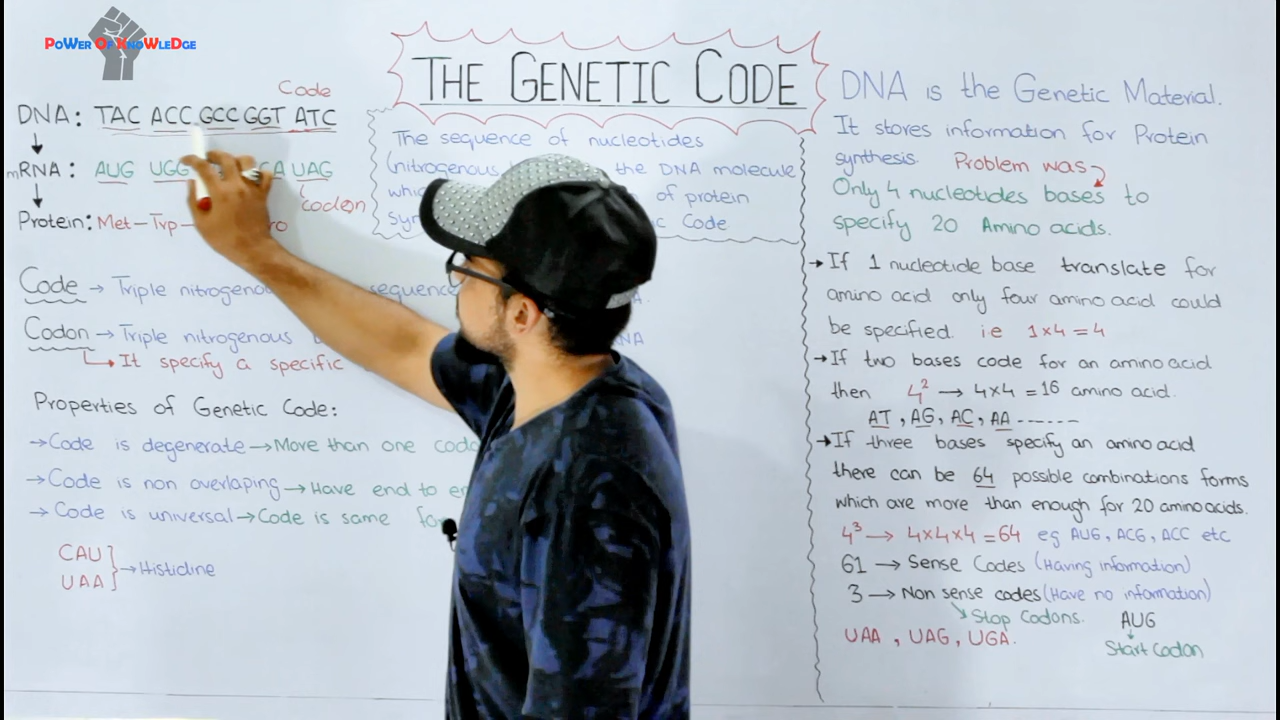 PoWer Of KnoWleDge
THE GENETIC CODE
Code
DNA: TAC ACC GCC GGT ATC
mRNA: AUG UGG GA UAG
codon
Protein: Met-Trp- ro
Code → Triple nitrogenou sequence A.
Codon → Triple nitrogenous NA
It specify a specific
Properties of Genetic Code:
→ Code is degenerate → More than one codo
→ Code is non overlaping → Have end to en
→ Code is universal → Code is same for
CAU
UAA
→ Histidine
The sequence of nucleotides
(nitrogenous the DNA molecule
whic of protein
syn c Code
DNA is the Genetic Material.
It stores information for Protein
synthesis. Problem was
Only 4 nucleotides bases to
specify 20 Amino acids.
→ If 1 nucleotide base translate for
amino acid only four amino acid could
be specified. ie 1×4=4
→ If two bases code for an amino acid
then 4² → 4×4 = 16 amino acid.
AT, AG, AC, AA ------
→ If three bases specify an amino acid
there can be 64 possible combinations forms
which are more than enough for 20 amino acids.
4³ → 4×4×4 = 64 eg AUG, ACG, ACC etc
61 → Sense Codes (Having information)
3 → Non sense codes (Have no information)
Stop Codons. AUG
UAA, UAG, UGA. Start Codon